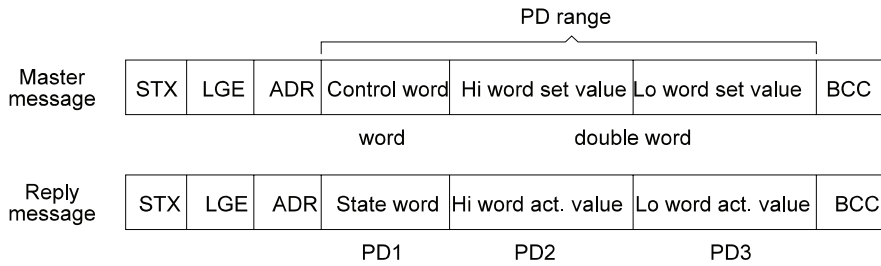 PD range
Master message
STX LGE ADR Control word Hi word set value Lo word set value BCC
word double word
Reply message
STX LGE ADR State word Hi word act. value Lo word act. value BCC
PD1 PD2 PD3